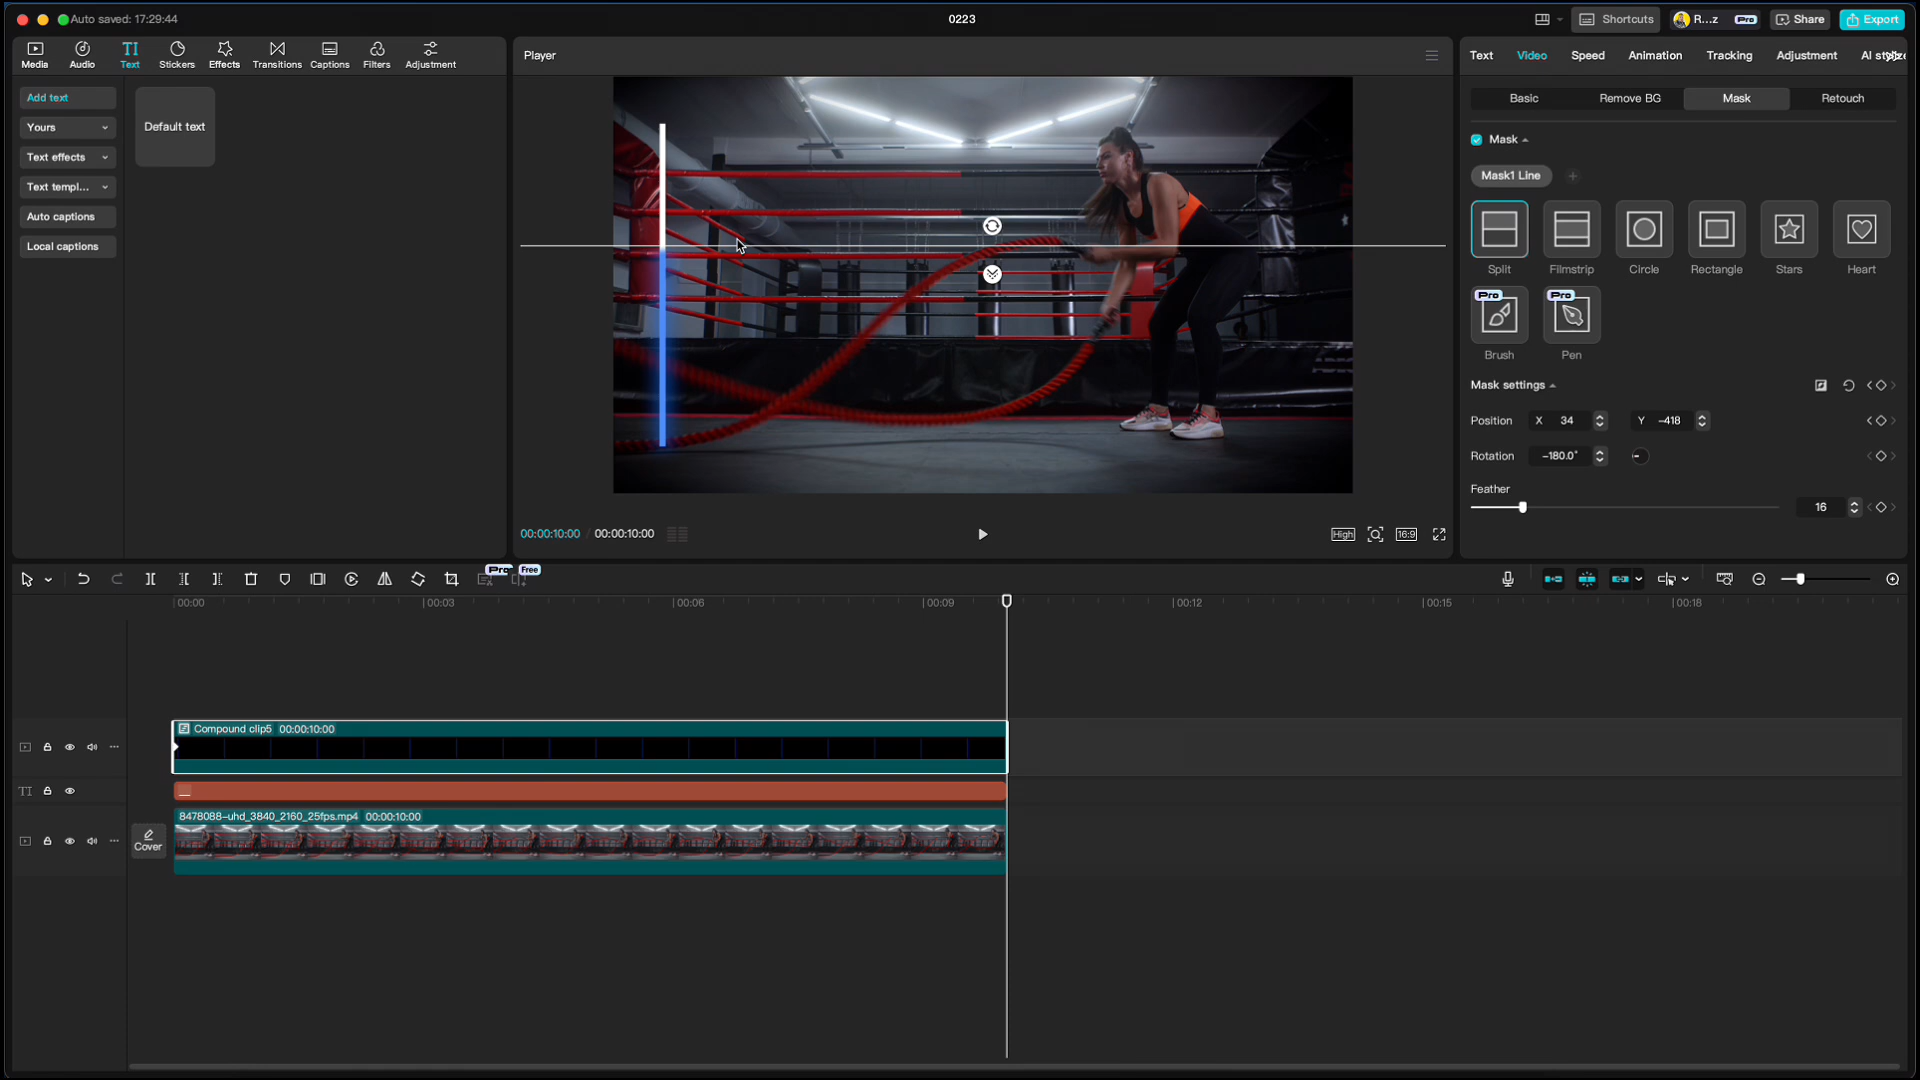 Auto saved: 17:29:44
0223
Shortcuts
R...z
Pro
Share
Export
Media
Audio
TI
Text
Stickers
Effects
Transitions
Captions
Filters
Adjustment
Player
Text
Video
Speed
Animation
Tracking
Adjustment
Add text
Yours
Text effects
Text templ...
Auto captions
Local captions
Default text
Basic
Remove BG
Mask
Retouch
Mask
Mask1 Line
Split
Filmstrip
Circle
Rectangle
Stars
Heart
Pro
Pro
Brush
Pen
Mask settings
Position X 34 Y -418
Rotation -180.0°
Feather
16
00:00:10:00 / 00:00:10:00
High
16:9
Pro
Free
00:00
00:03
00:06
00:09
00:12
00:15
00:18
Compound clip5 00:00:10:00
TI
8478088-uhd_3840_2160_25fps.mp4 00:00:10:00
Cover